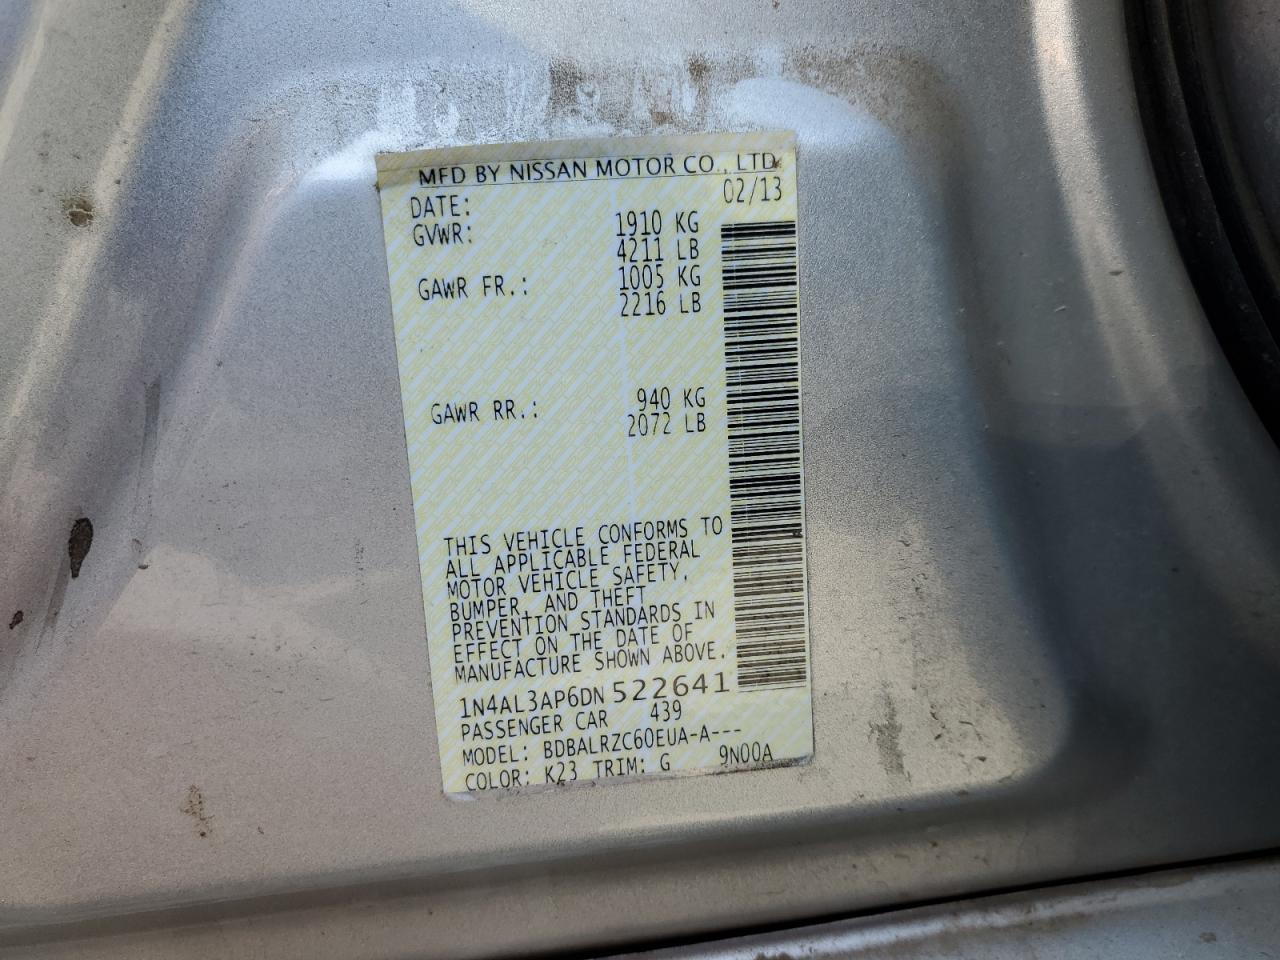 MFD BY NISSAN MOTOR CO., LTD.
DATE: 02/13
GVWR: 1910 KG
4211 LB
GAWR FR.: 1005 KG
2216 LB
GAWR RR.: 940 KG
2072 LB
THIS VEHICLE CONFORMS TO
ALL APPLICABLE FEDERAL
MOTOR VEHICLE SAFETY,
BUMPER, AND THEFT
PREVENTION STANDARDS IN
EFFECT ON THE DATE OF
MANUFACTURE SHOWN ABOVE.
1N4AL3AP6DN 522641
PASSENGER CAR 439
MODEL: BDBALRZC60EUA-A---
COLOR: K23 TRIM: G 9N00A